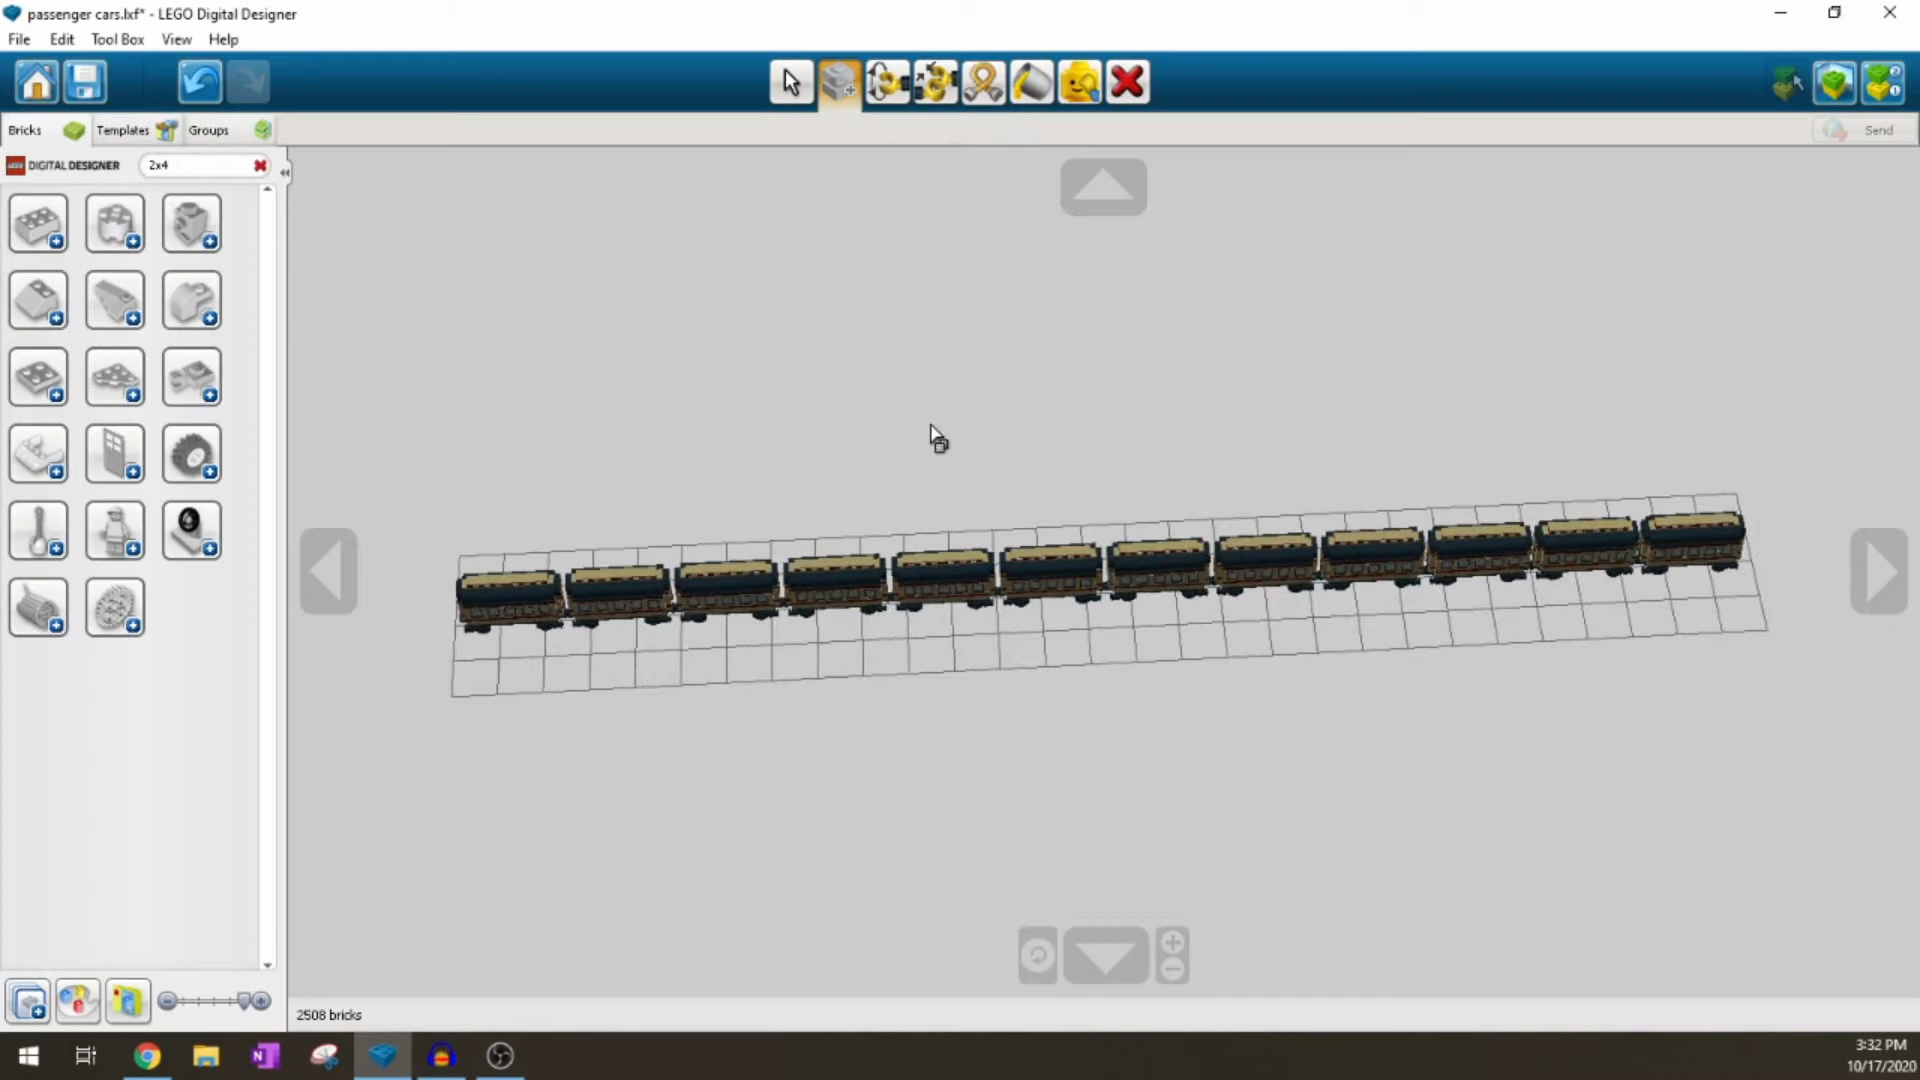 passenger cars.lxf* - LEGO Digital Designer
File Edit Tool Box View Help
Bricks Templates Groups
Send
LEGO DIGITAL DESIGNER 2x4
2508 bricks
3:32 PM
10/17/2020